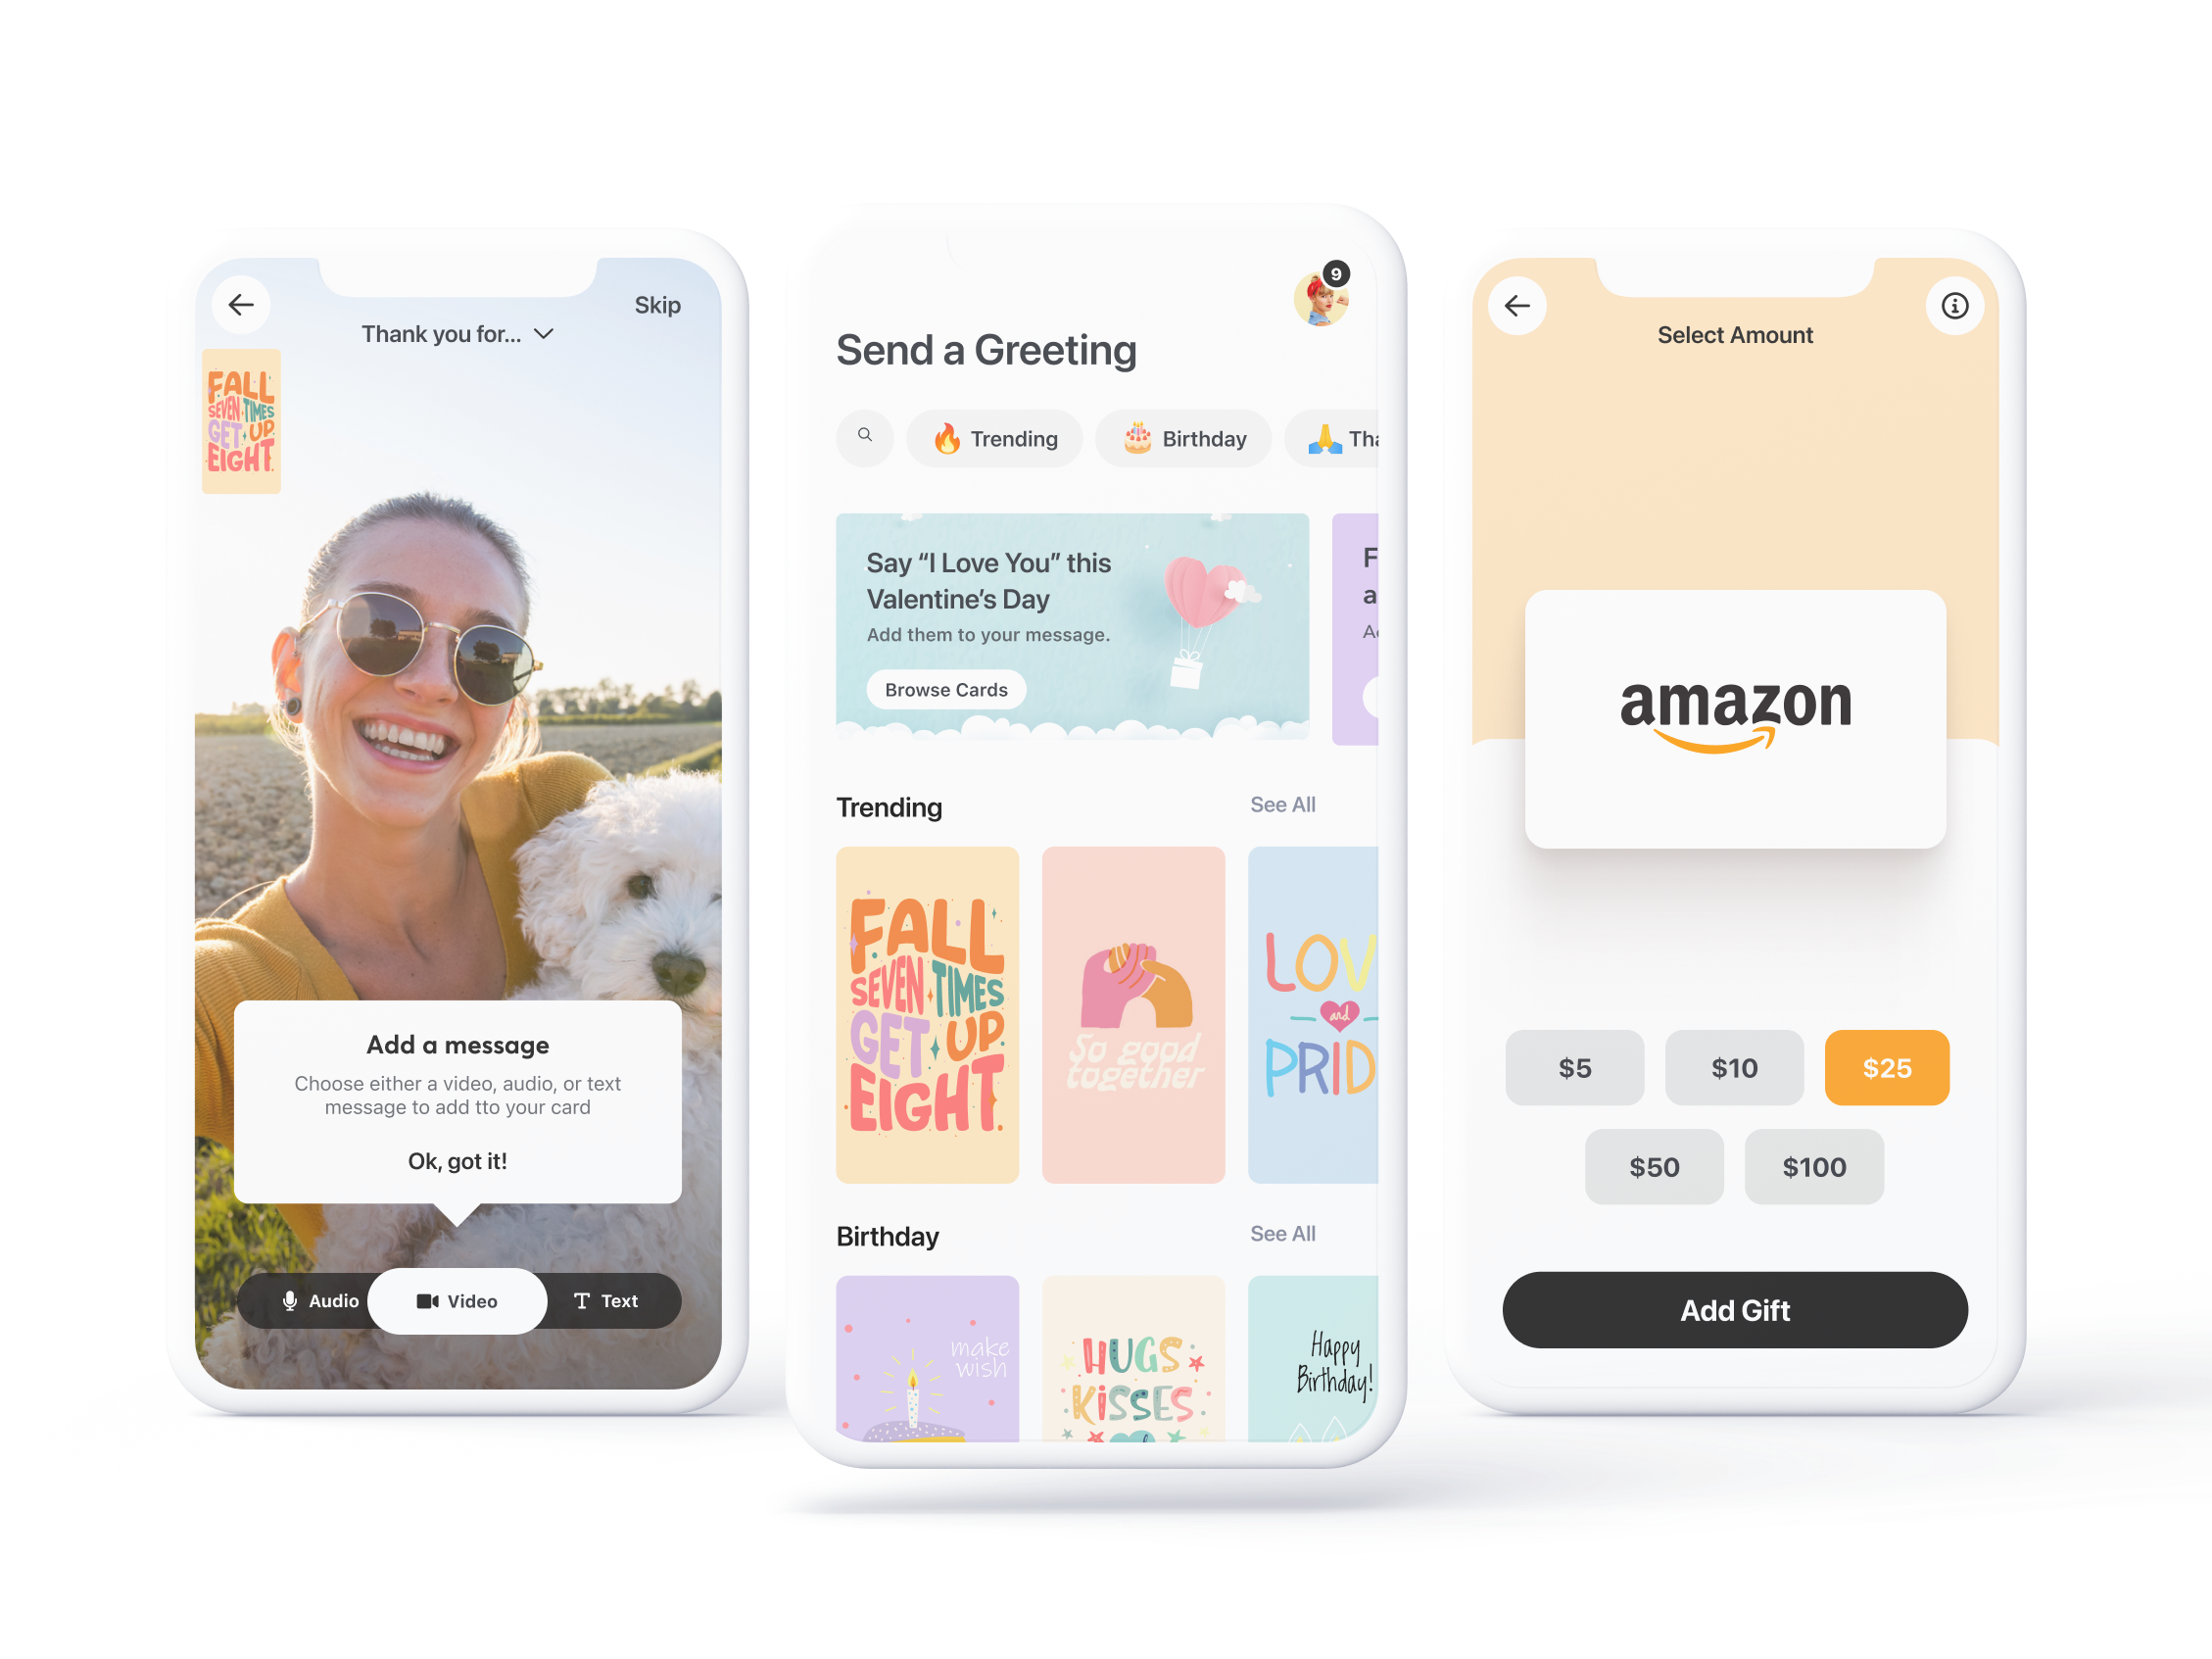 Skip
Thank you for...
FALL
SEVEN TIMES
GET UP
EIGHT
Add a message
Choose either a video, audio, or text
message to add tto your card
Ok, got it!
Audio
Video
Text
9
Send a Greeting
Trending
Birthday
Tha
Say “I Love You” this
Valentine’s Day
Add them to your message.
Browse Cards
F
a
Trending
See All
FALL
SEVEN TIMES
GET UP
EIGHT
So good
together
LOV
and
PRID
Birthday
See All
make
wish
HUGS
KISSES
Happy
Birthday!
Select Amount
amazon
$5
$10
$25
$50
$100
Add Gift